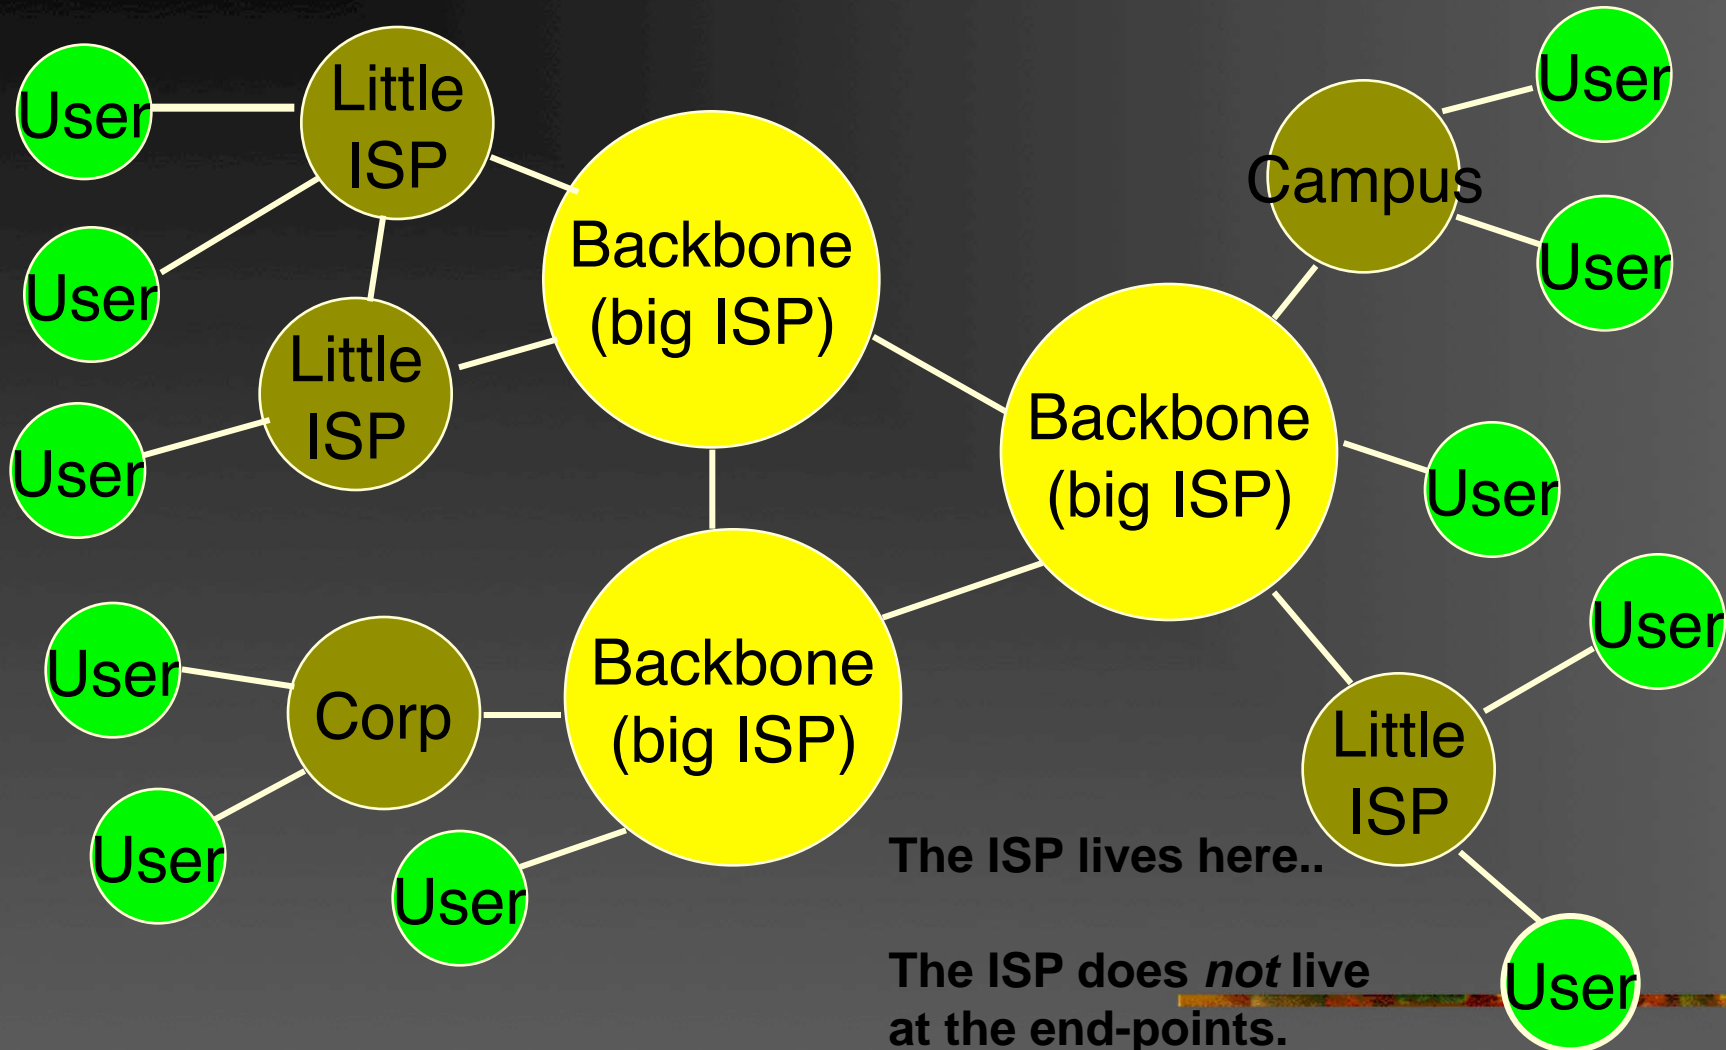 User
Little
ISP
User
Little
ISP
User
Backbone
(big ISP)
Campus
User
User
Backbone
(big ISP)
User
User
Corp
User
User
Backbone
(big ISP)
User
Little
ISP
User
The ISP lives here..
The ISP does not live
at the end-points.
User